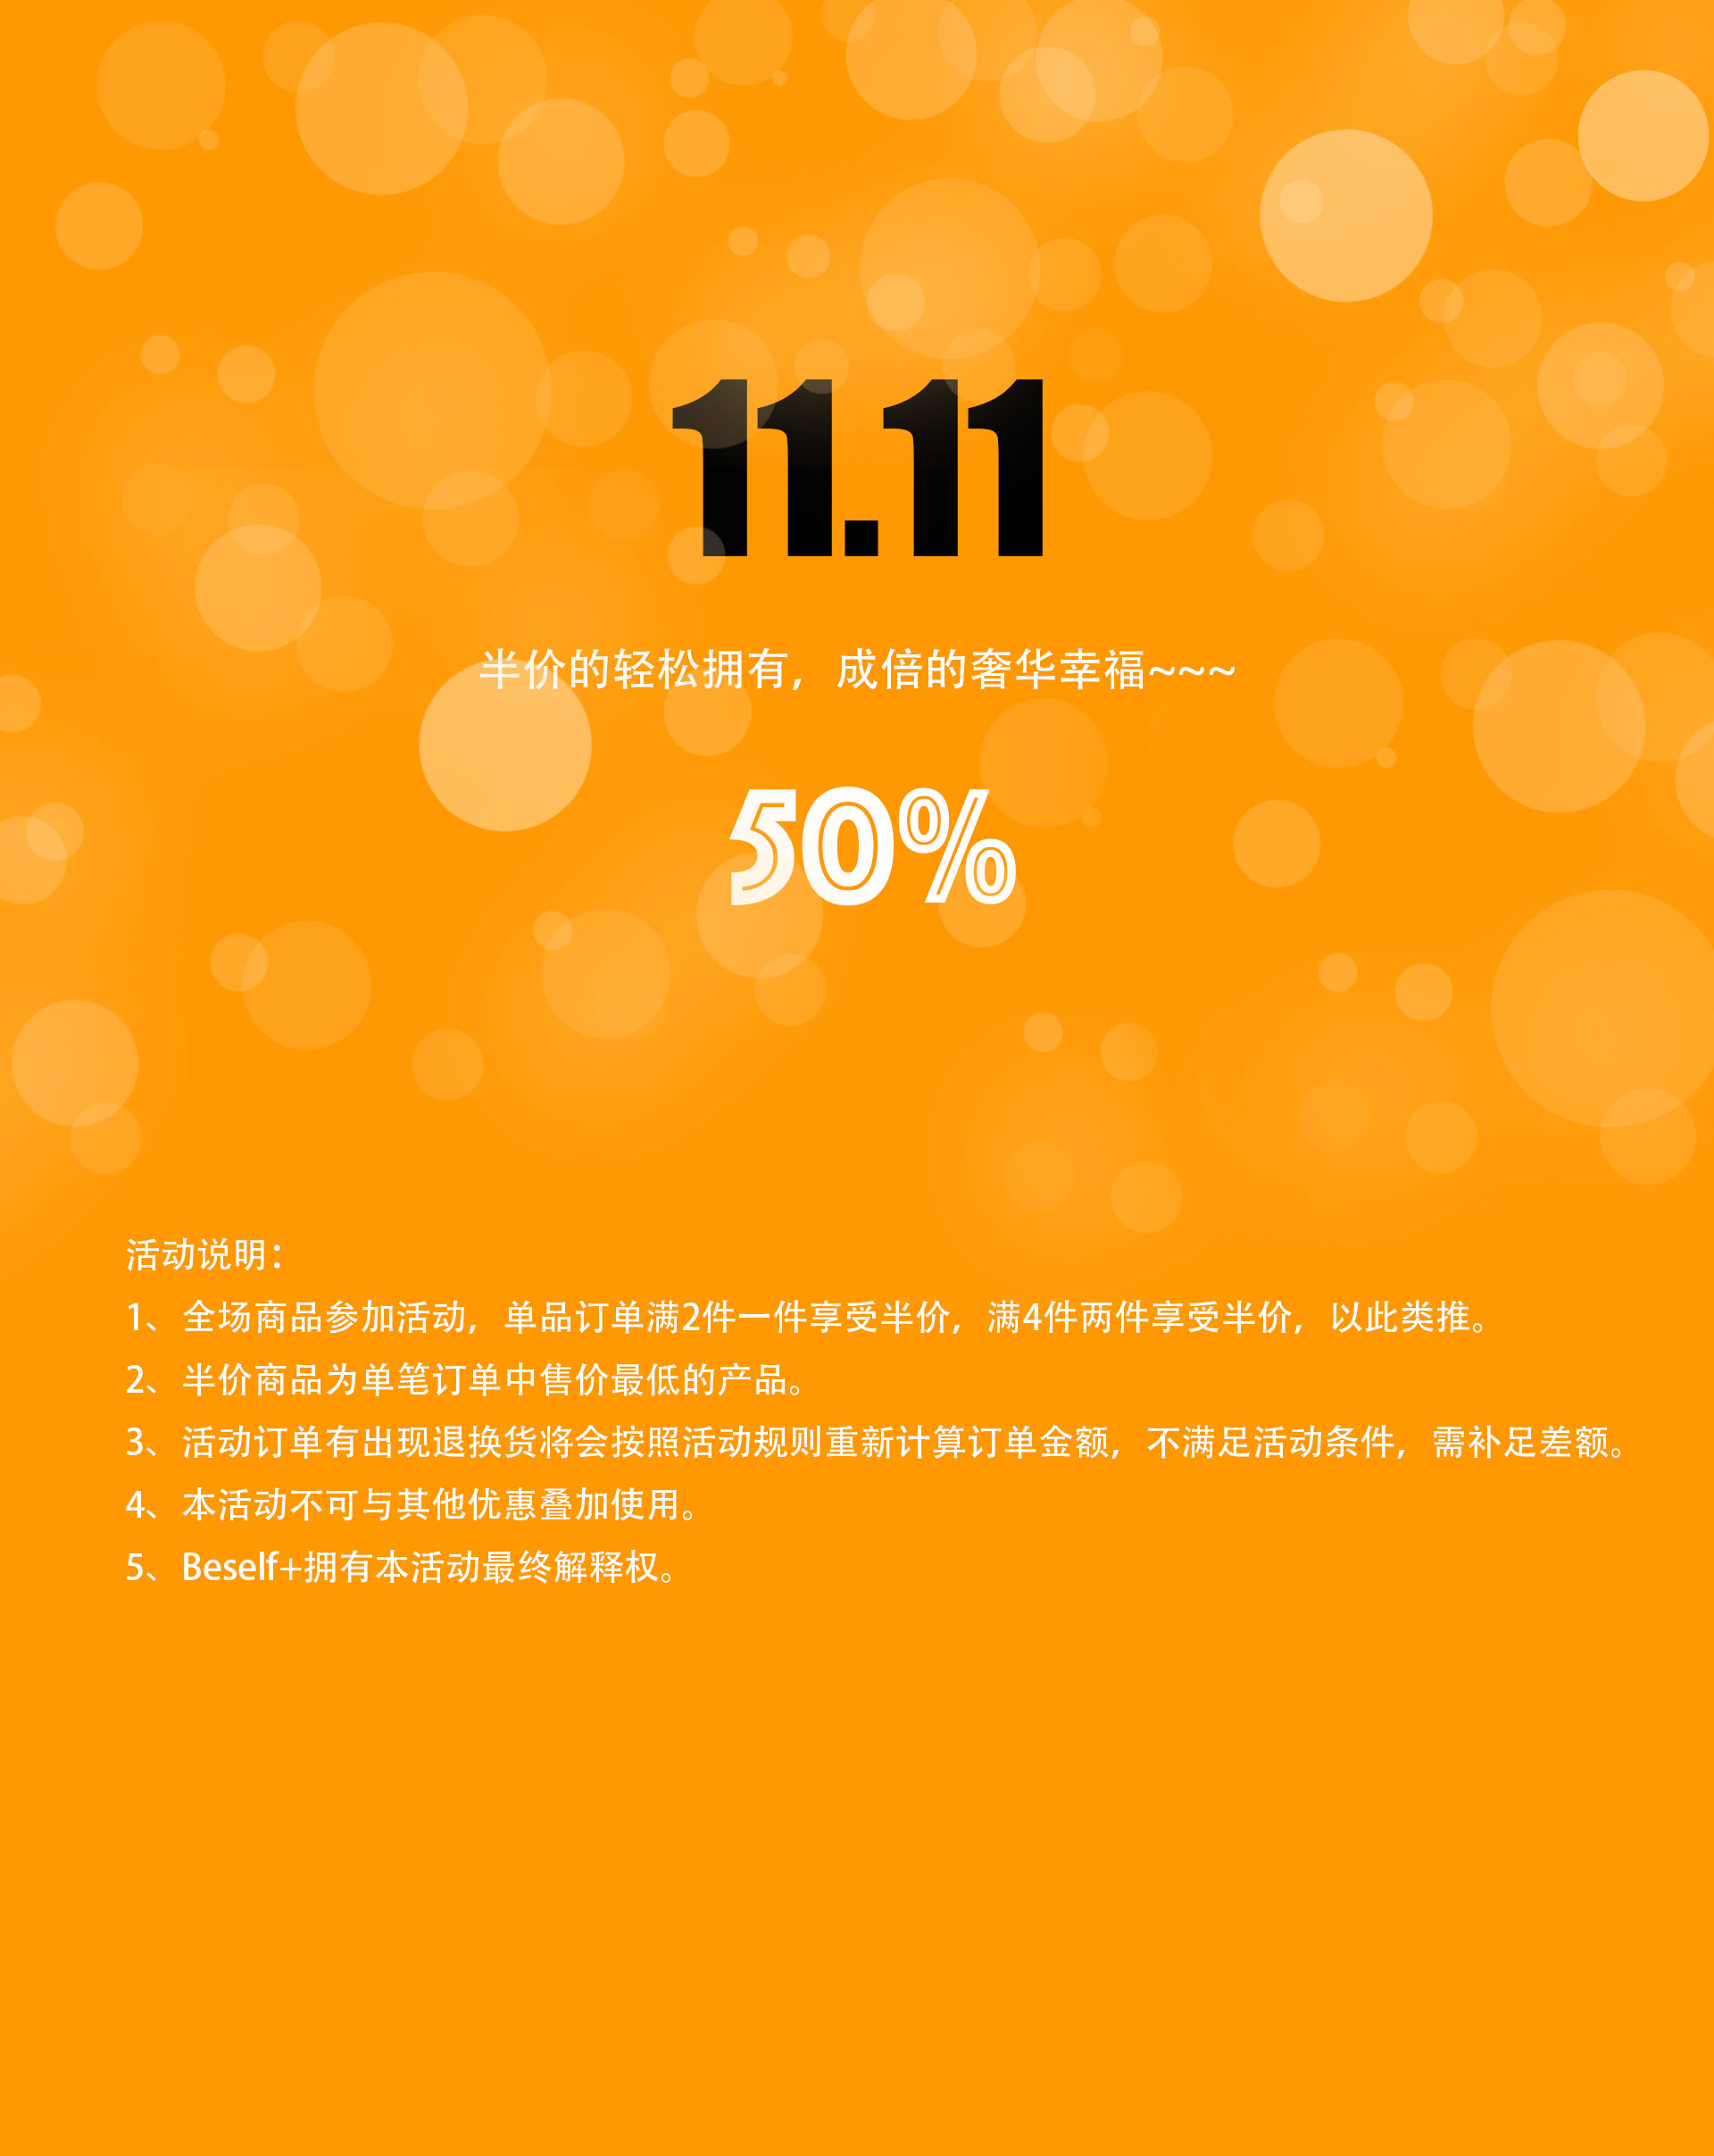 11.11
半价的轻松拥有，成倍的奢华幸福~~~
50%
活动说明：
1、全场商品参加活动，单品订单满2件一件享受半价，满4件两件享受半价，以此类推。
2、半价商品为单笔订单中售价最低的产品。
3、活动订单有出现退换货将会按照活动规则重新计算订单金额，不满足活动条件，需补足差额。
4、本活动不可与其他优惠叠加使用。
5、Beself+拥有本活动最终解释权。